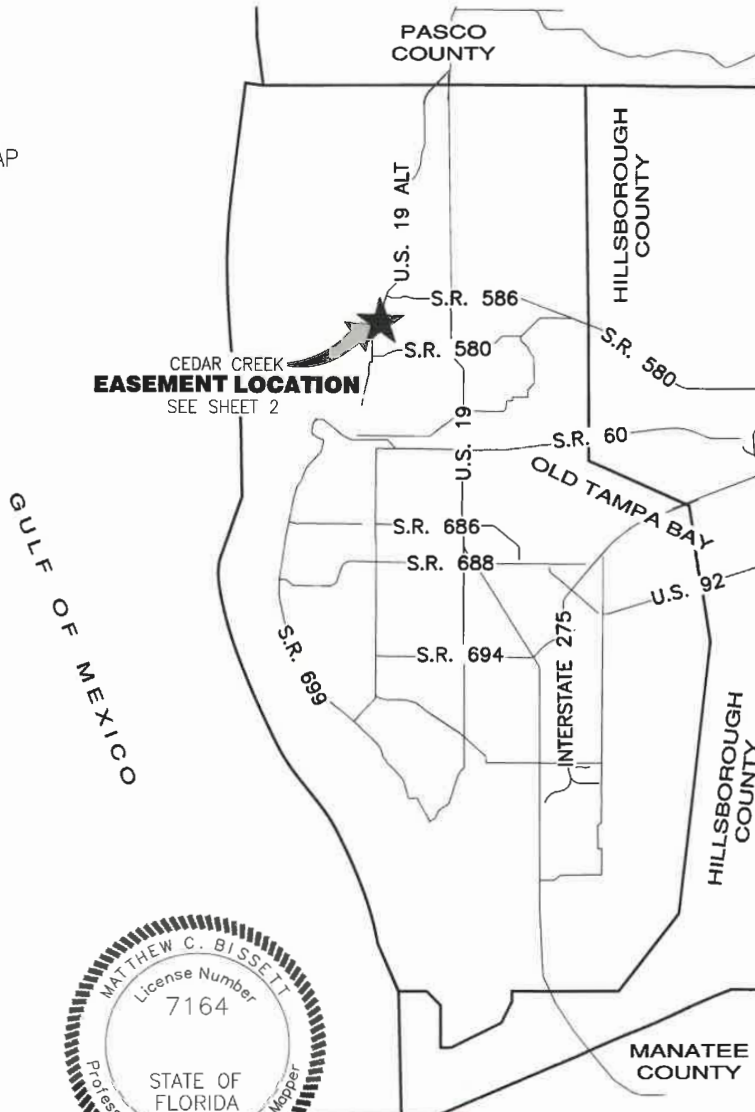 PASCO
COUNTY
AP
U.S. 19 ALT
HILLSBOROUGH
COUNTY
S.R. 586
S.R. 580
S.R. 580
CEDAR CREEK
EASEMENT LOCATION
SEE SHEET 2
U.S. 19
S.R. 60
OLD TAMPA BAY
GULF OF MEXICO
S.R. 686
S.R. 688
U.S. 92
S.R. 699
S.R. 694
INTERSTATE 275
HILLSBOROUGH
COUNTY
MATTHEW C. BISSETT
License Number
7164
STATE OF
FLORIDA
Mapper
MANATEE
COUNTY